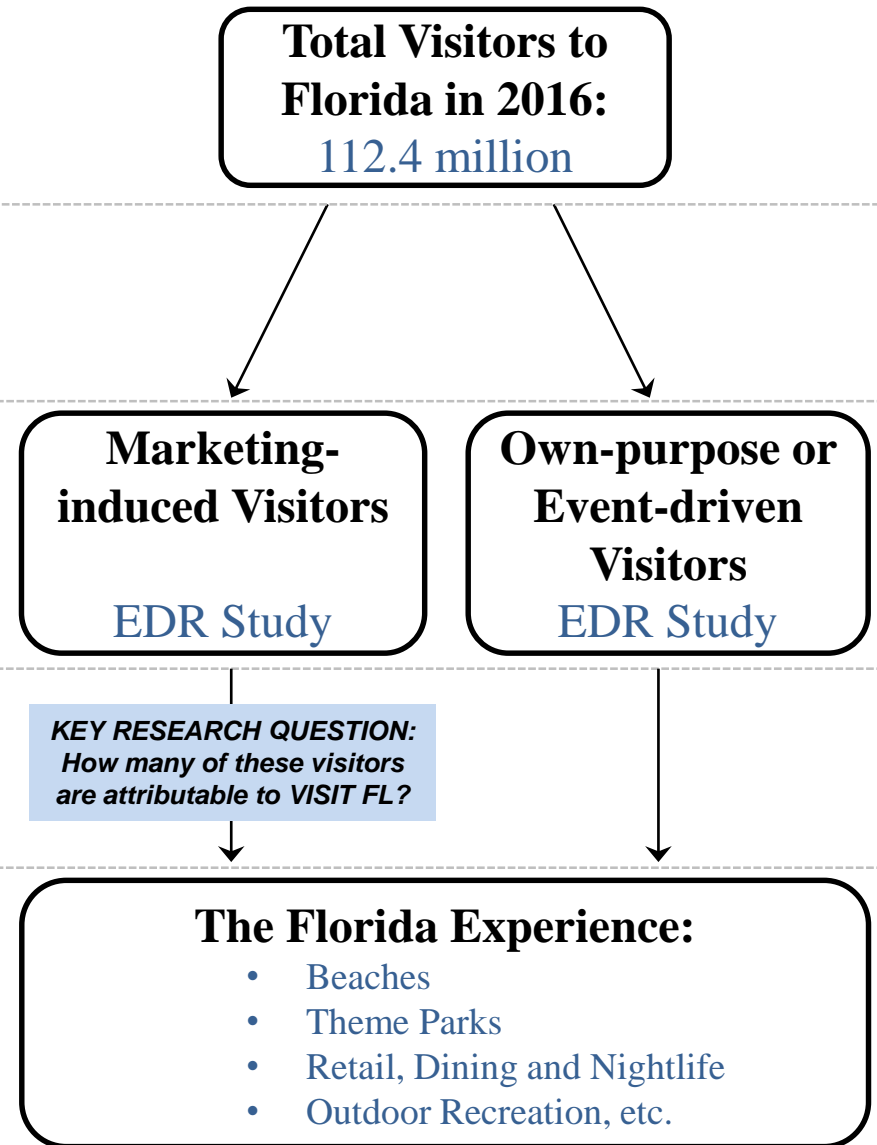 Total Visitors to
Florida in 2016:
112.4 million
Marketing-
induced Visitors
EDR Study
Own-purpose or
Event-driven
Visitors
EDR Study
KEY RESEARCH QUESTION:
How many of these visitors
are attributable to VISIT FL?
The Florida Experience:
• Beaches
• Theme Parks
• Retail, Dining and Nightlife
• Outdoor Recreation, etc.